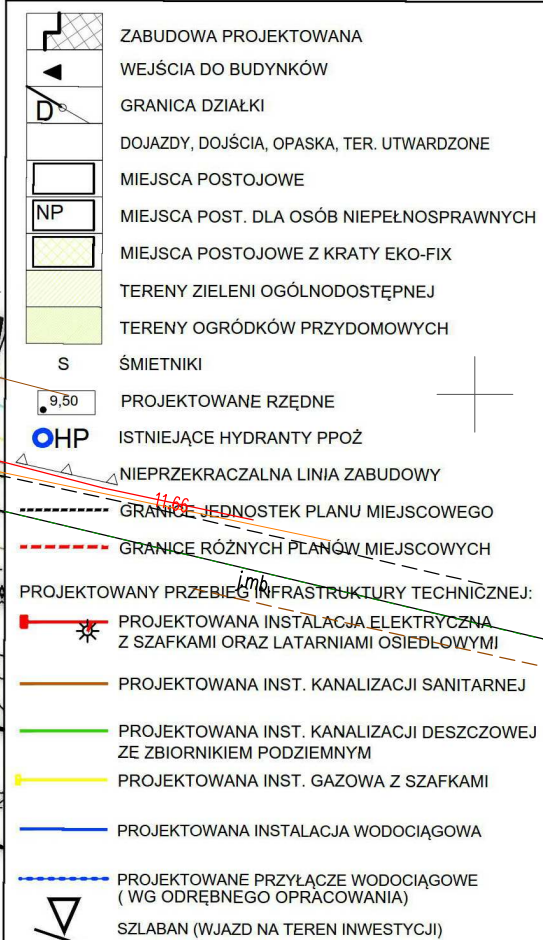 ZABUDOWA PROJEKTOWANA
WEJŚCIA DO BUDYNKÓW
D
GRANICA DZIAŁKI
DOJAZDY, DOJŚCIA, OPASKA, TER. UTWARDZONE
MIEJSCA POSTOJOWE
NP
MIEJSCA POST. DLA OSÓB NIEPEŁNOSPRAWNYCH
MIEJSCA POSTOJOWE Z KRATY EKO-FIX
TERENY ZIELENI OGÓLNODOSTĘPNEJ
TERENY OGRÓDKÓW PRZYDOMOWYCH
S
ŚMIETNIKI
9,50
PROJEKTOWANE RZĘDNE
HP
ISTNIEJĄCE HYDRANTY PPOŻ
NIEPRZEKRACZALNA LINIA ZABUDOWY
11.66
GRANICE JEDNOSTEK PLANU MIEJSCOWEGO
GRANICE RÓŻNYCH PLANÓW MIEJSCOWYCH
i.mb.
PROJEKTOWANY PRZEBIEG INFRASTRUKTURY TECHNICZNEJ:
PROJEKTOWANA INSTALACJA ELEKTRYCZNA
Z SZAFKAMI ORAZ LATARNIAMI OSIEDLOWYMI
PROJEKTOWANA INST. KANALIZACJI SANITARNEJ
PROJEKTOWANA INST. KANALIZACJI DESZCZOWEJ
ZE ZBIORNIKIEM PODZIEMNYM
PROJEKTOWANA INST. GAZOWA Z SZAFKAMI
PROJEKTOWANA INSTALACJA WODOCIĄGOWA
PROJEKTOWANE PRZYŁĄCZE WODOCIĄGOWE
( WG ODRĘBNEGO OPRACOWANIA)
SZLABAN (WJAZD NA TEREN INWESTYCJI)